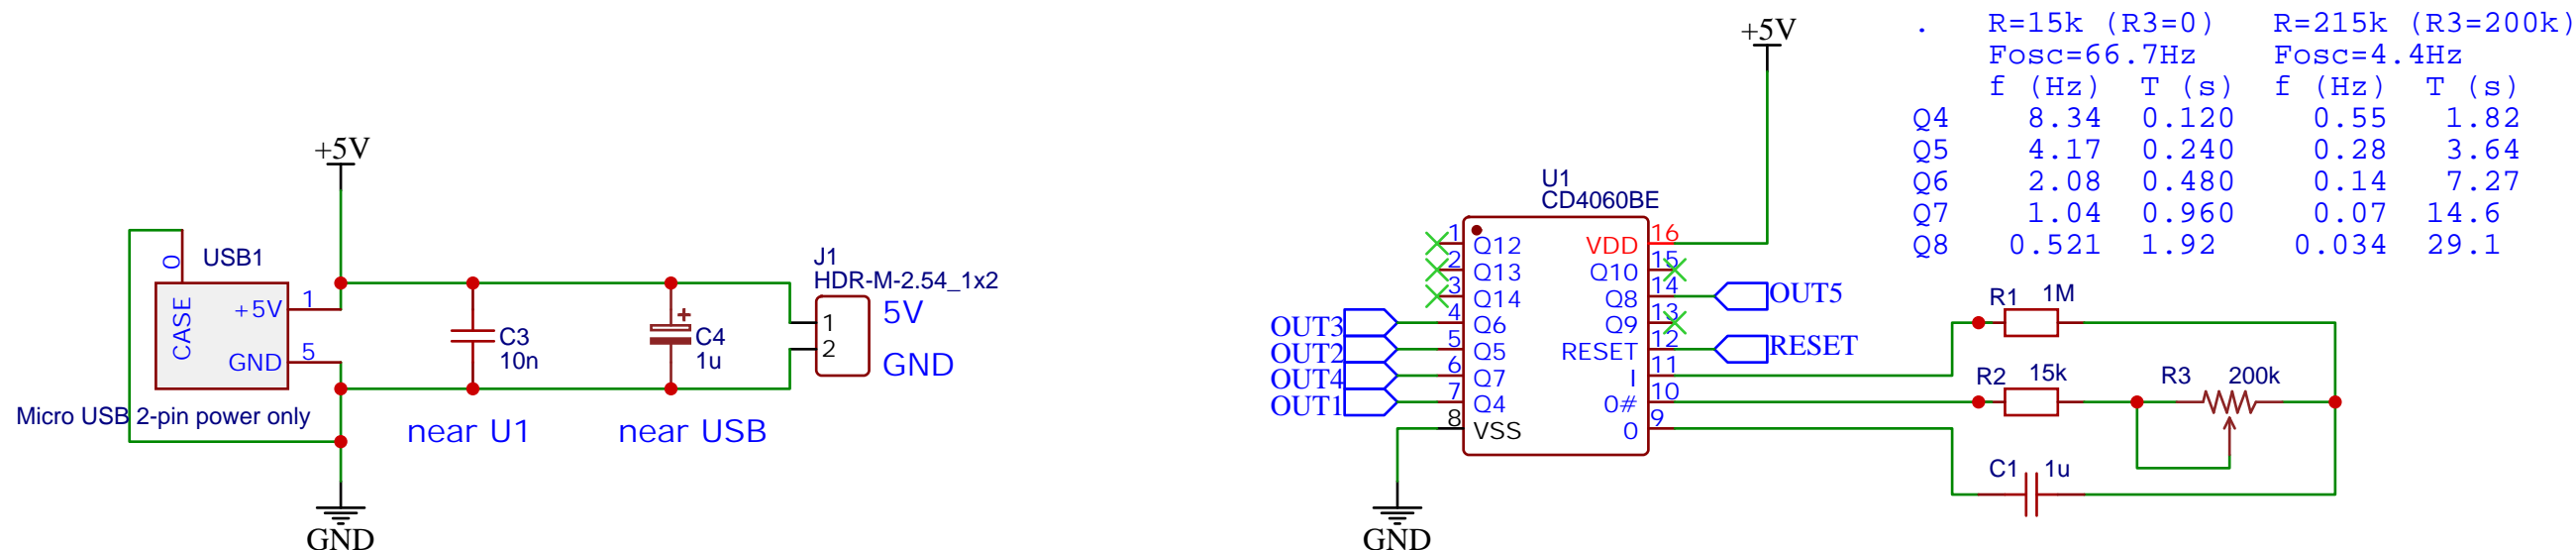 +5V
USB1
0
CASE
+5V 1
GND 5
Micro USB 2-pin power only
GND
C3
10n
near U1
+
C4
1u
near USB
J1
HDR-M-2.54_1x2
1 5V
2 GND
+5V
U1
CD4060BE
1 Q12 VDD 16
2 Q13 Q10 15
3 Q14 Q8 14 OUT5
OUT3 4 Q6 Q9 13
OUT2 5 Q5 RESET 12 RESET
OUT4 6 Q7 I 11
OUT1 7 Q4 0# 10
8 VSS 0 9
GND
R1 1M
R2 15k
R3 200k
C1 1u
. R=15k (R3=0) R=215k (R3=200k)
Fosc=66.7Hz Fosc=4.4Hz
f (Hz) T (s) f (Hz) T (s)
Q4 8.34 0.120 0.55 1.82
Q5 4.17 0.240 0.28 3.64
Q6 2.08 0.480 0.14 7.27
Q7 1.04 0.960 0.07 14.6
Q8 0.521 1.92 0.034 29.1